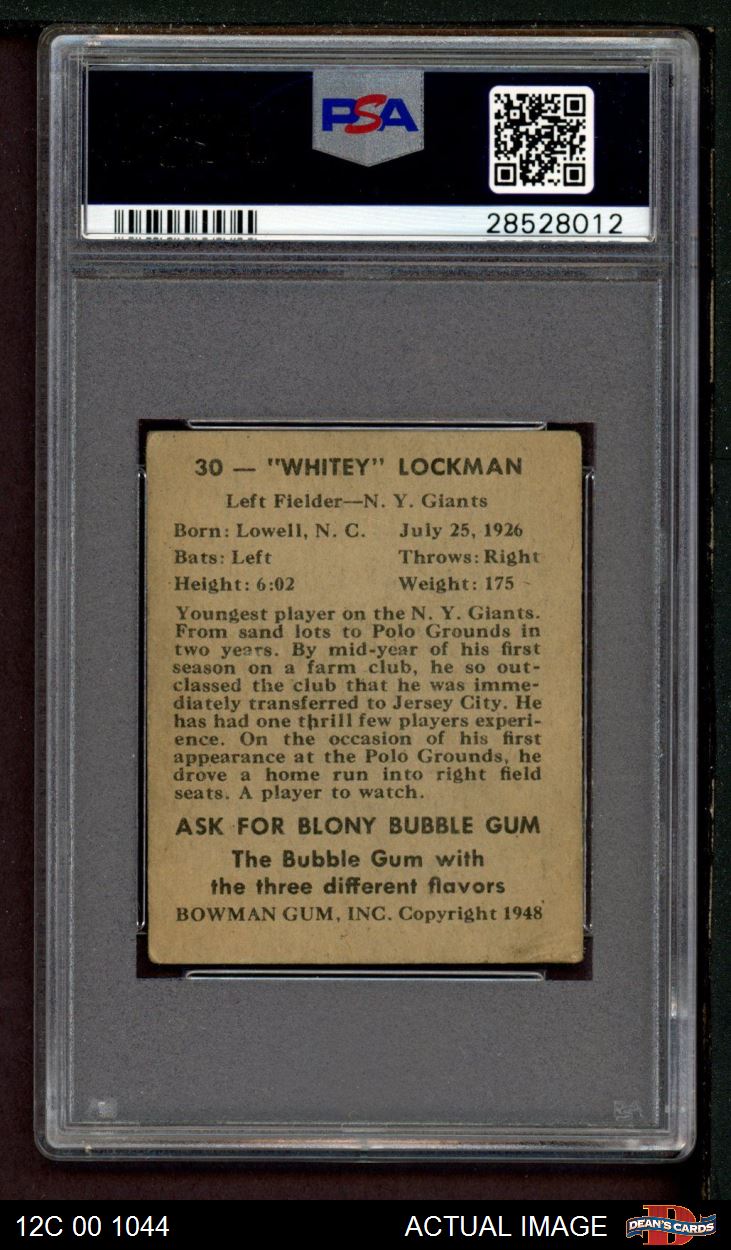 PSA
28528012
30 — "WHITEY" LOCKMAN
Left Fielder—N. Y. Giants
Born: Lowell, N. C. July 25, 1926
Bats: Left Throws: Right
Height: 6:02 Weight: 175
Youngest player on the N. Y. Giants.
From sand lots to Polo Grounds in
two years. By mid-year of his first
season on a farm club, he so out-
classed the club that he was imme-
diately transferred to Jersey City. He
has had one thrill few players experi-
ence. On the occasion of his first
appearance at the Polo Grounds, he
drove a home run into right field
seats. A player to watch.
ASK FOR BLONY BUBBLE GUM
The Bubble Gum with
the three different flavors
BOWMAN GUM, INC. Copyright 1948
PSA
12C 00 1044 ACTUAL IMAGE DEAN'S CARDS